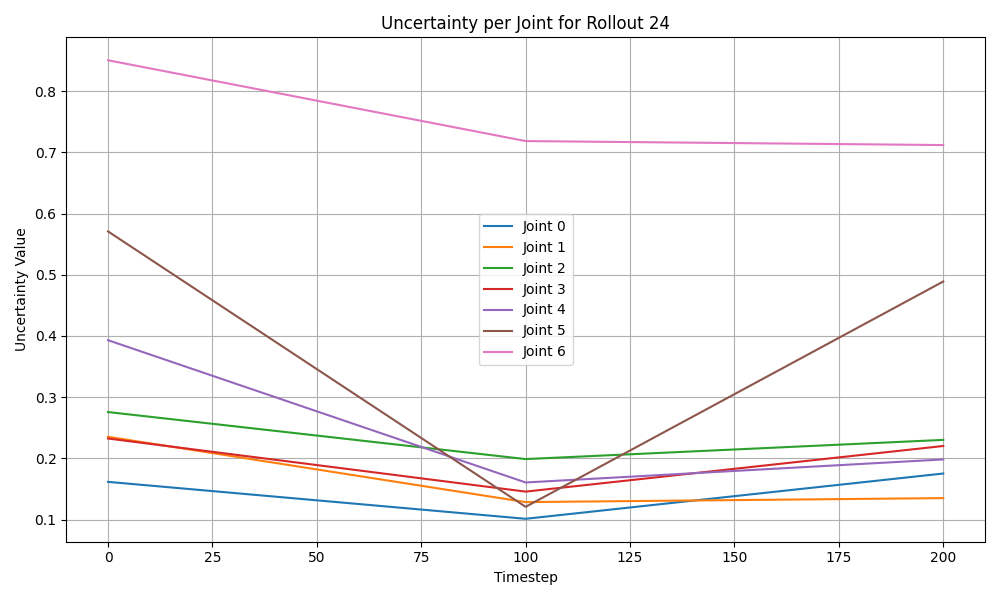 Uncertainty per Joint for Rollout 24
Uncertainty Value
0.8
0.7
0.6
0.5
0.4
0.3
0.2
0.1
Joint 0
Joint 1
Joint 2
Joint 3
Joint 4
Joint 5
Joint 6
0 25 50 75 100 125 150 175 200
Timestep